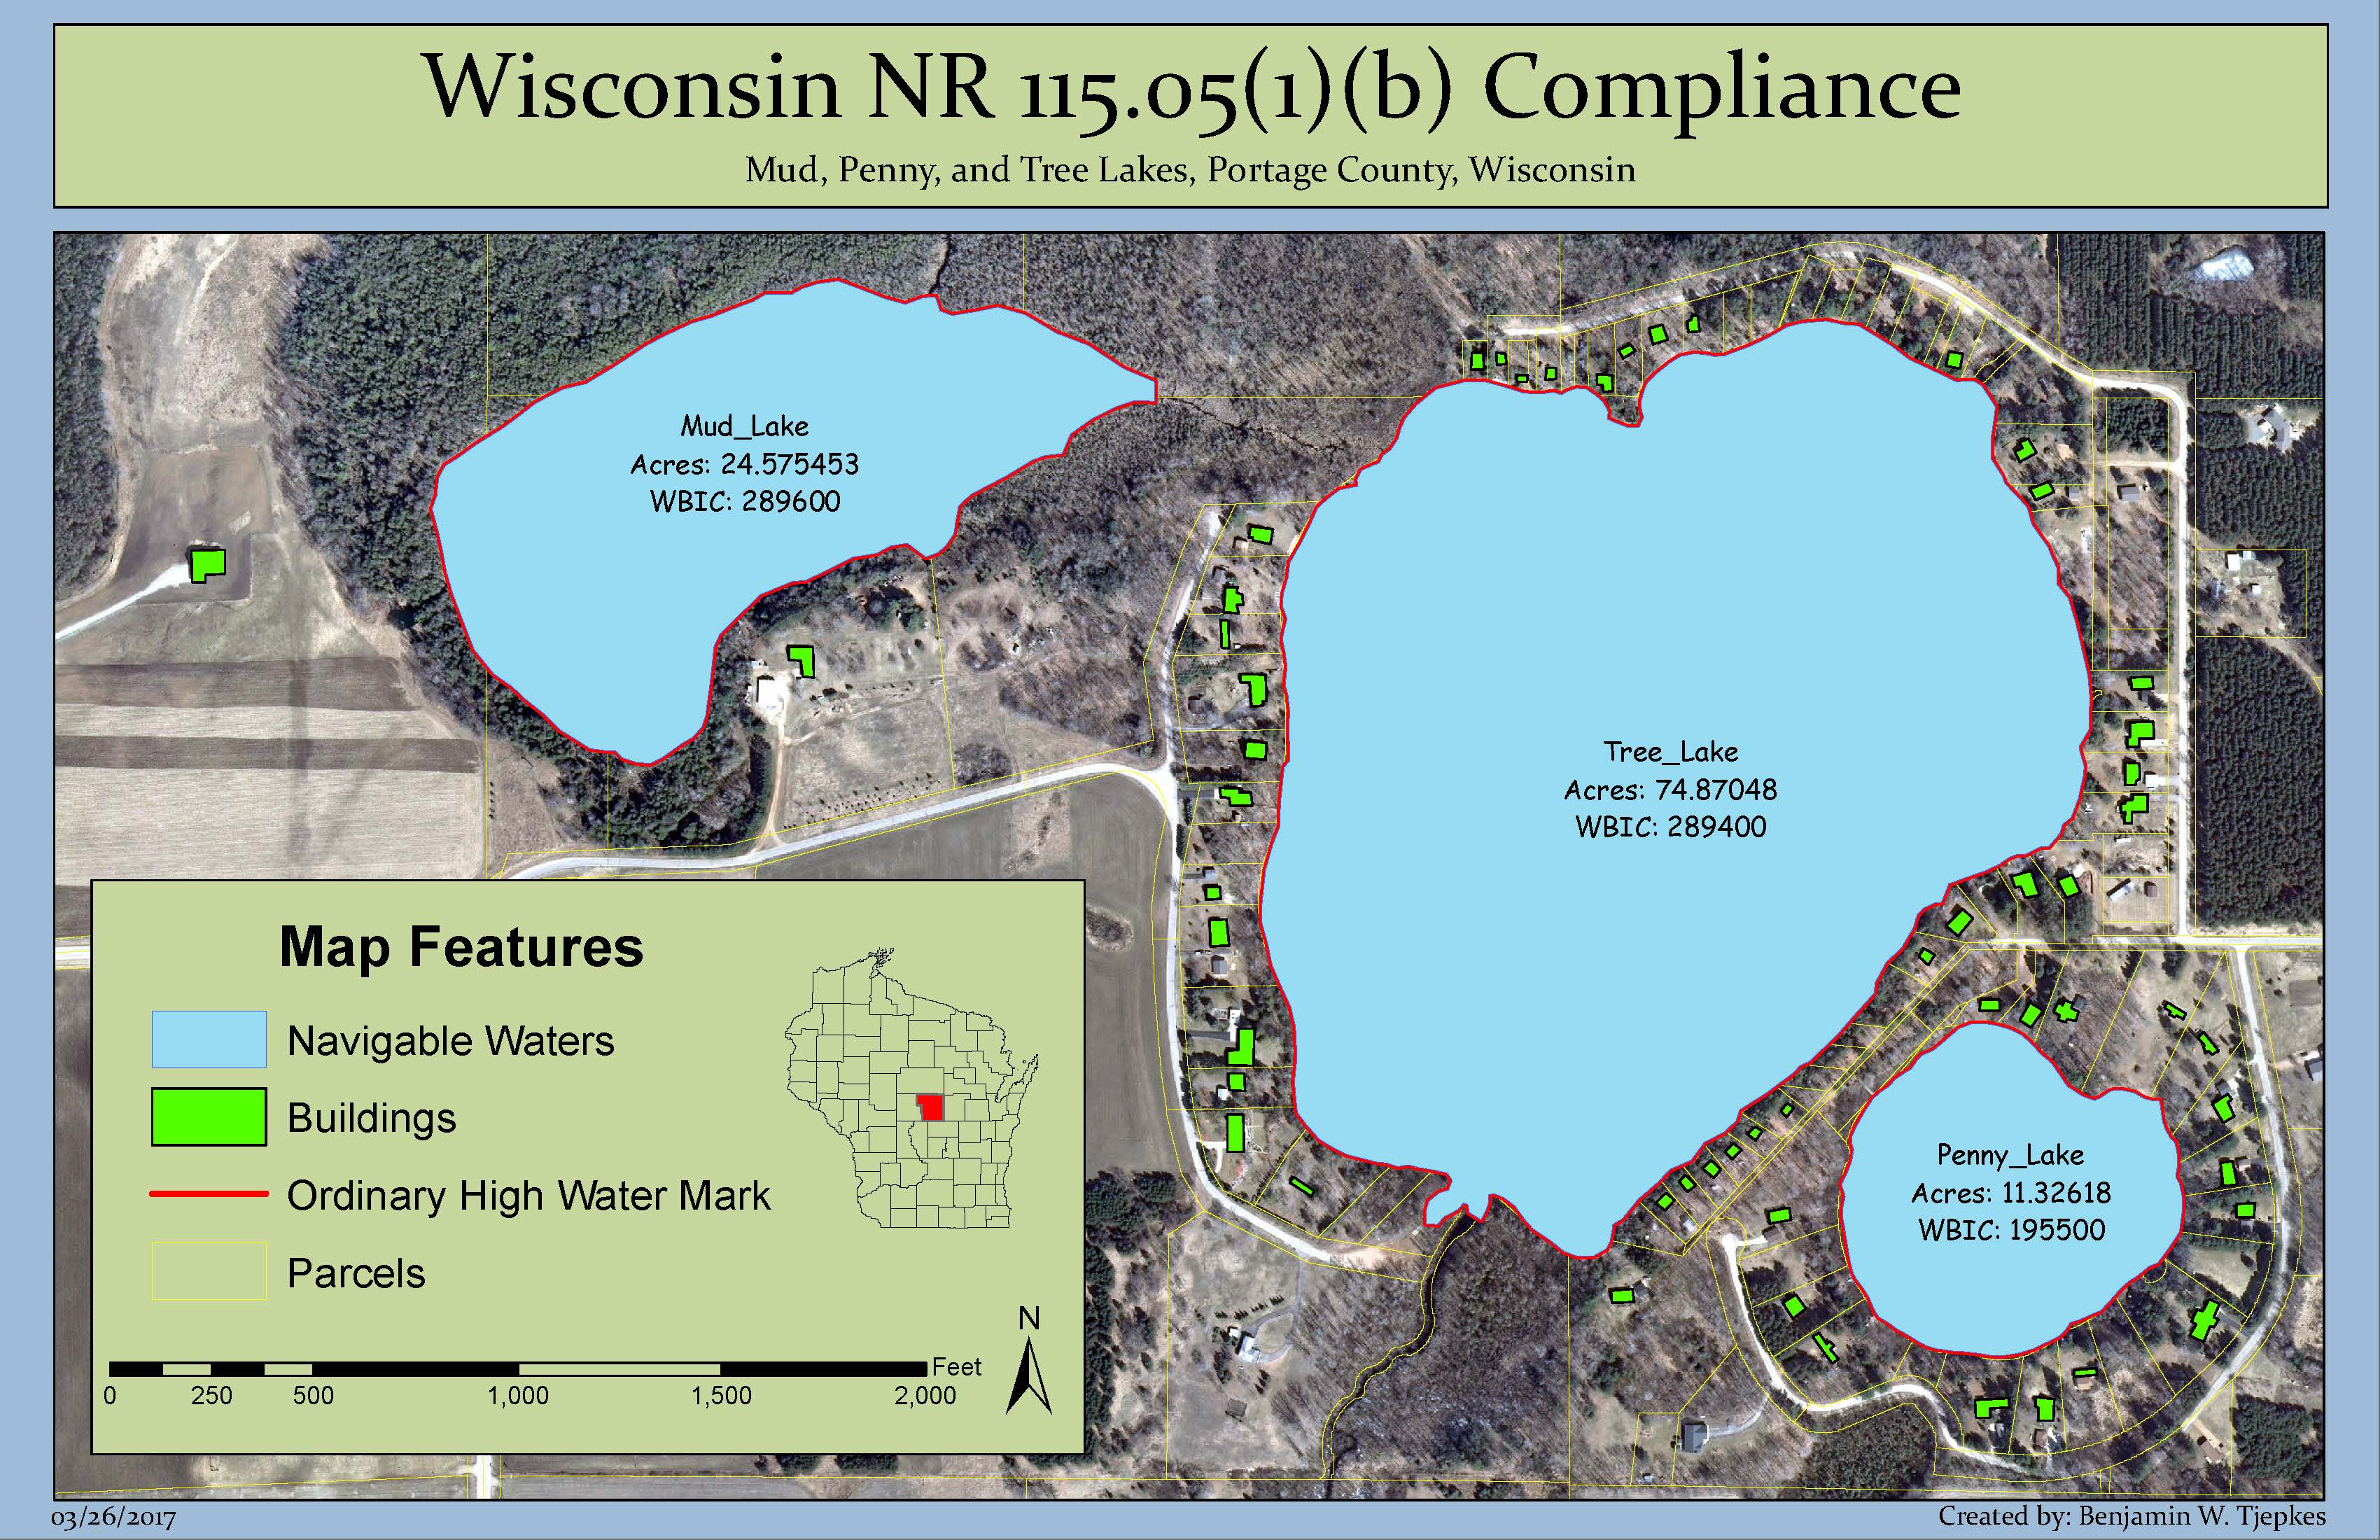 Wisconsin NR 115.05(1)(b) Compliance
Mud, Penny, and Tree Lakes, Portage County, Wisconsin
Mud_Lake
Acres: 24.575453
WBIC: 289600
Tree_Lake
Acres: 74.87048
WBIC: 289400
Penny_Lake
Acres: 11.32618
WBIC: 195500
Map Features
Navigable Waters
Buildings
Ordinary High Water Mark
Parcels
N
Feet
0 250 500 1,000 1,500 2,000
03/26/2017
Created by: Benjamin W. Tjepkes